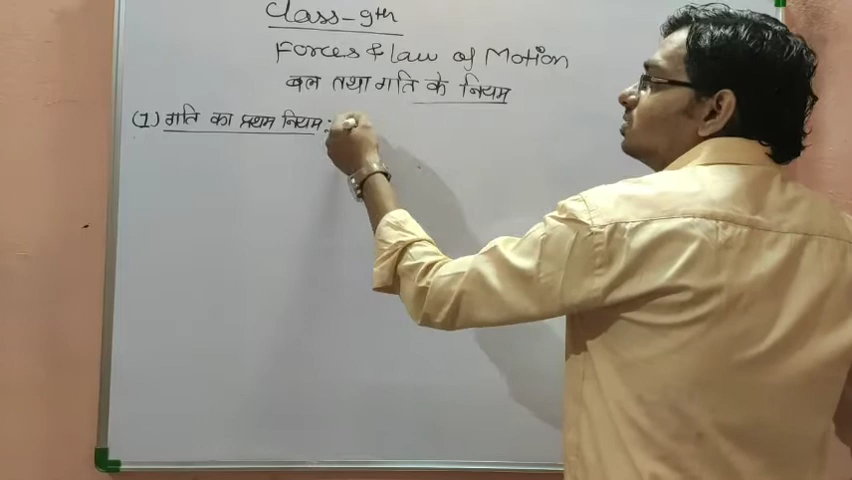 Class-9th
Forces & law of Motion
बल तथा गति के नियम
(1) गति का प्रथम नियम :-